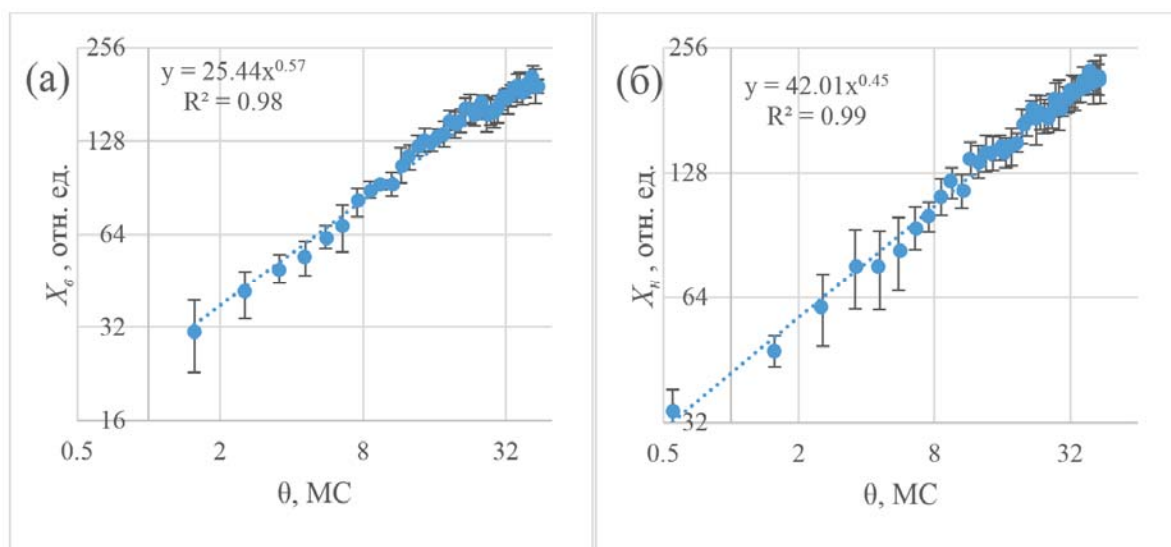 (а)
y = 25.44x^0.57
R² = 0.98
256
128
64
32
16
0.5
2
8
32
X_в, отн. ед.
θ, МС
(б)
y = 42.01x^0.45
R² = 0.99
256
128
64
32
0.5
2
8
32
X_н, отн. ед.
θ, МС